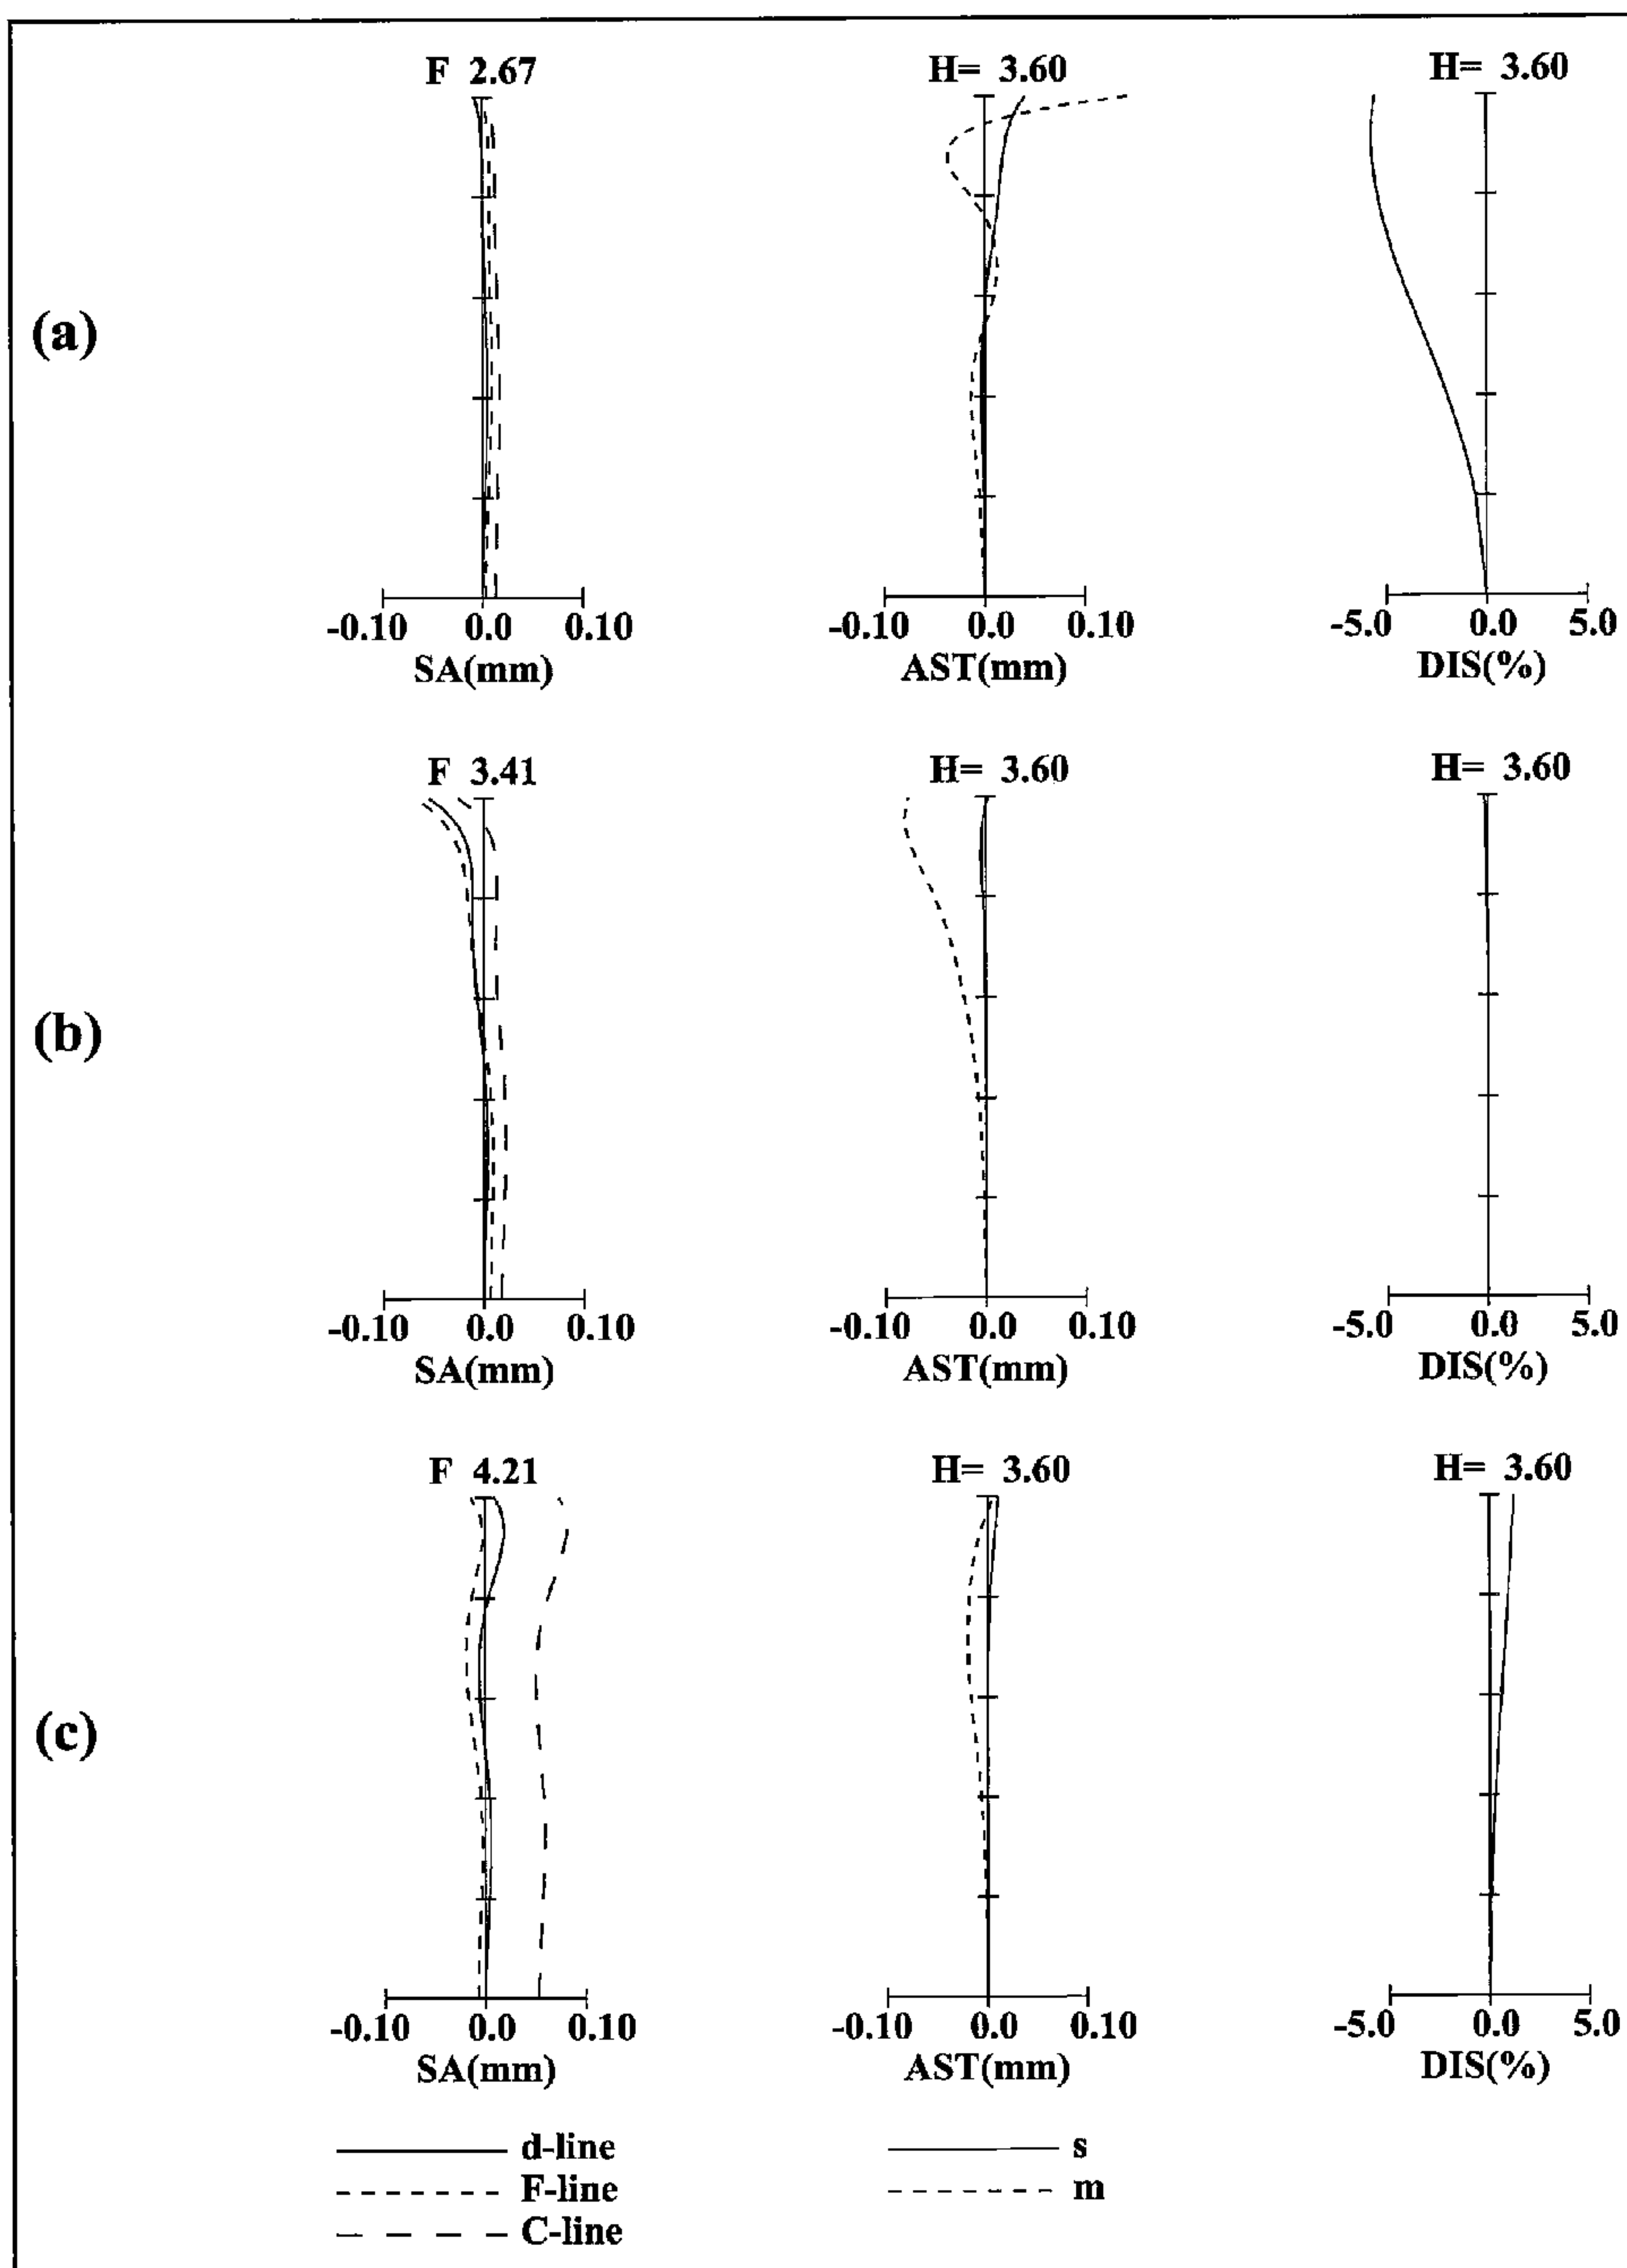 F 2.67 H= 3.60 H= 3.60
(a)
-0.10 0.0 0.10 -0.10 0.0 0.10 -5.0 0.0 5.0
SA(mm) AST(mm) DIS(%)
F 3.41 H= 3.60 H= 3.60
(b)
-0.10 0.0 0.10 -0.10 0.0 0.10 -5.0 0.0 5.0
SA(mm) AST(mm) DIS(%)
F 4.21 H= 3.60 H= 3.60
(c)
-0.10 0.0 0.10 -0.10 0.0 0.10 -5.0 0.0 5.0
SA(mm) AST(mm) DIS(%)
d-line s
F-line m
C-line